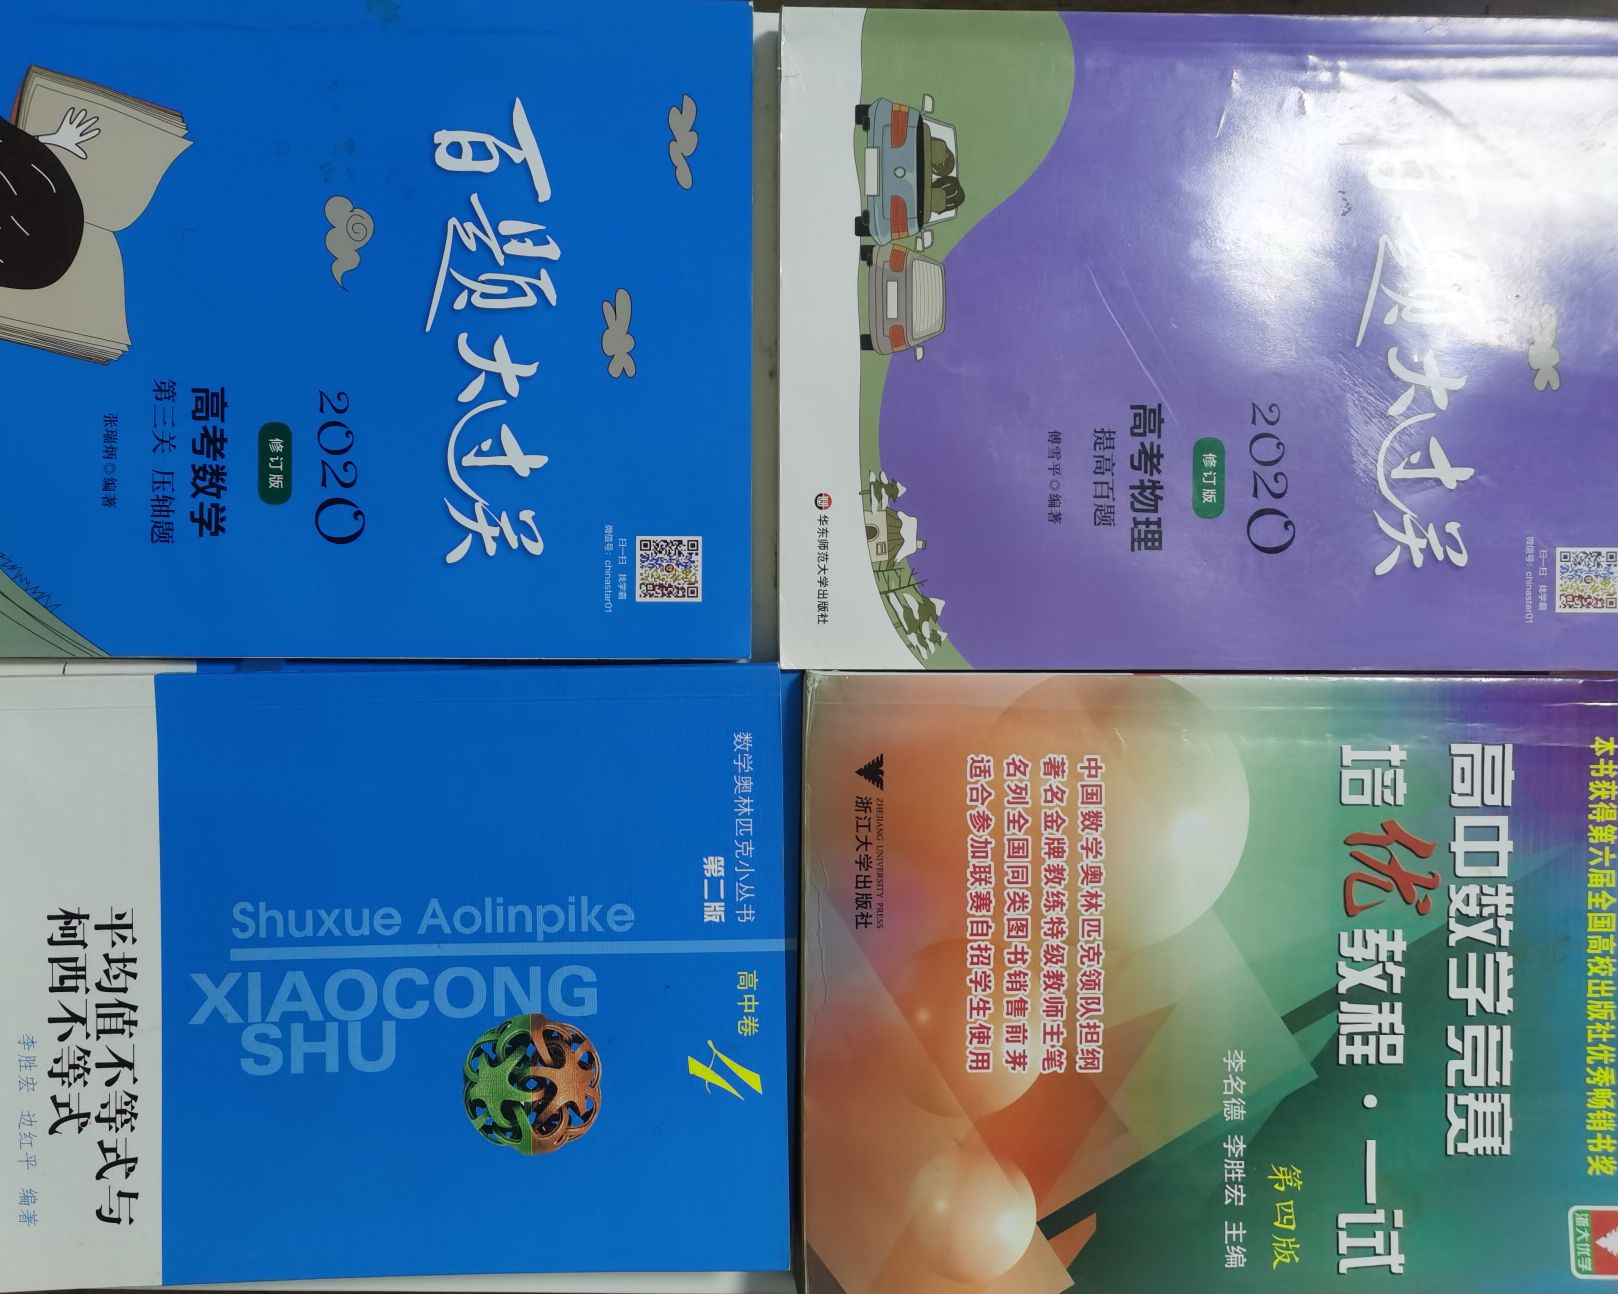 百题大过关
2020
修订版
高考数学
第三关 压轴题
张瑞炳◎编著
扫一扫 找学霸
微信号：chinastar01
百题大过关
2020
修订版
高考物理
提高百题
傅雪平◎编著
华东师范大学出版社
扫一扫 找学霸
微信号：chinastar01
数学奥林匹克小丛书
第二版
高中卷
4
Shuxue Aolinpike
XIAOCONG
SHU
平均值不等式与
柯西不等式
李胜宏 边红平 编著
本书获得第六届全国高校出版社优秀畅销书奖
浙大优学
高中数学竞赛
培优教程·一试
第四版
李名德 李胜宏 主编
中国数学奥林匹克领队担纲
著名金牌教练特级教师主笔
名列全国同类图书销售前茅
适合参加联赛自招学生使用
ZHEJIANG UNIVERSITY PRESS
浙江大学出版社